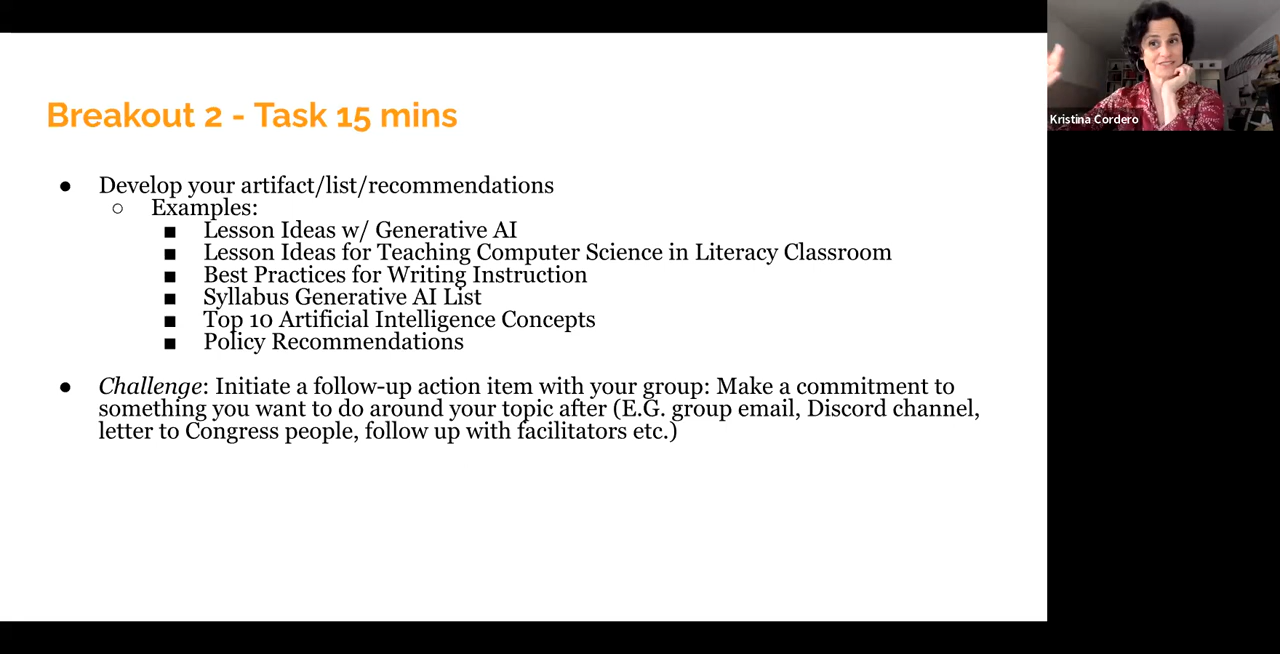 Breakout 2 - Task 15 mins
Kristina Cordero
● Develop your artifact/list/recommendations
○ Examples:
■ Lesson Ideas w/ Generative AI
■ Lesson Ideas for Teaching Computer Science in Literacy Classroom
■ Best Practices for Writing Instruction
■ Syllabus Generative AI List
■ Top 10 Artificial Intelligence Concepts
■ Policy Recommendations
● Challenge: Initiate a follow-up action item with your group: Make a commitment to
something you want to do around your topic after (E.G. group email, Discord channel,
letter to Congress people, follow up with facilitators etc.)